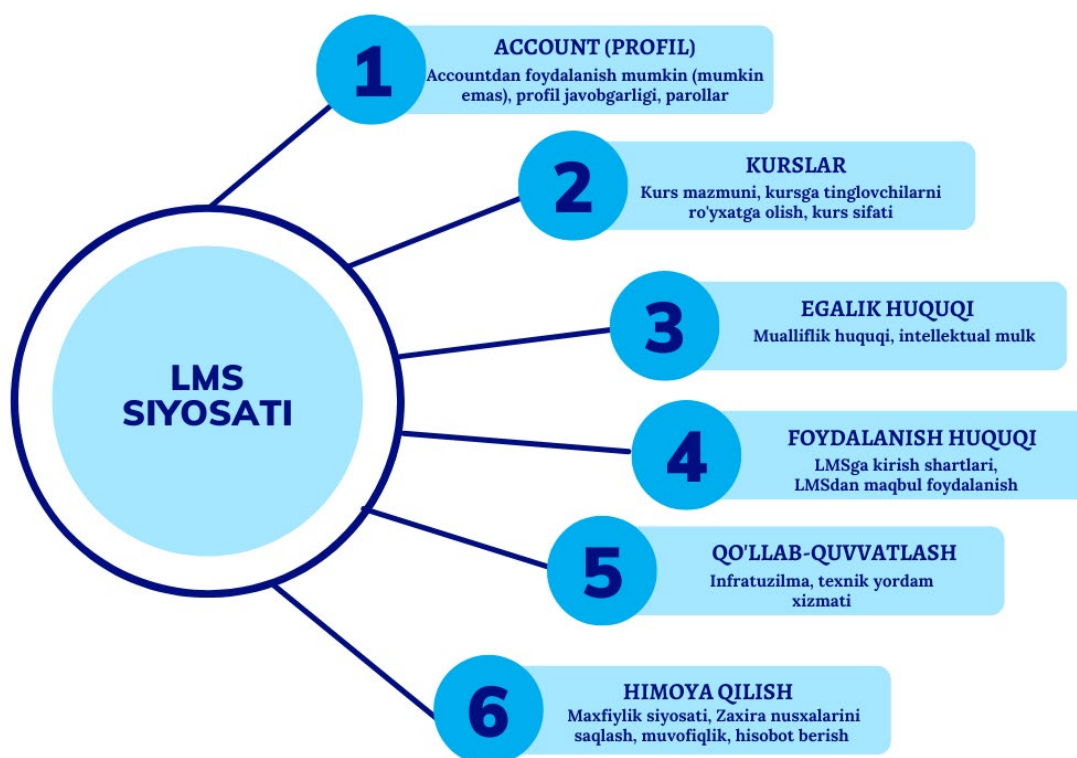 LMS
SIYOSATI
1
ACCOUNT (PROFIL)
Accountdan foydalanish mumkin (mumkin
emas), profil javobgarligi, parollar
2
KURSLAR
Kurs mazmuni, kursga tinglovchilarni
ro'yxatga olish, kurs sifati
3
EGALIK HUQUQI
Mualliflik huquqi, intellektual mulk
4
FOYDALANISH HUQUQI
LMSga kirish shartlari,
LMSdan maqbul foydalanish
5
QO'LLAB-QUVVATLASH
Infratuzilma, texnik yordam
xizmati
6
HIMOYA QILISH
Maxfiylik siyosati, Zaxira nusxalarini
saqlash, muvofiqlik, hisobot berish